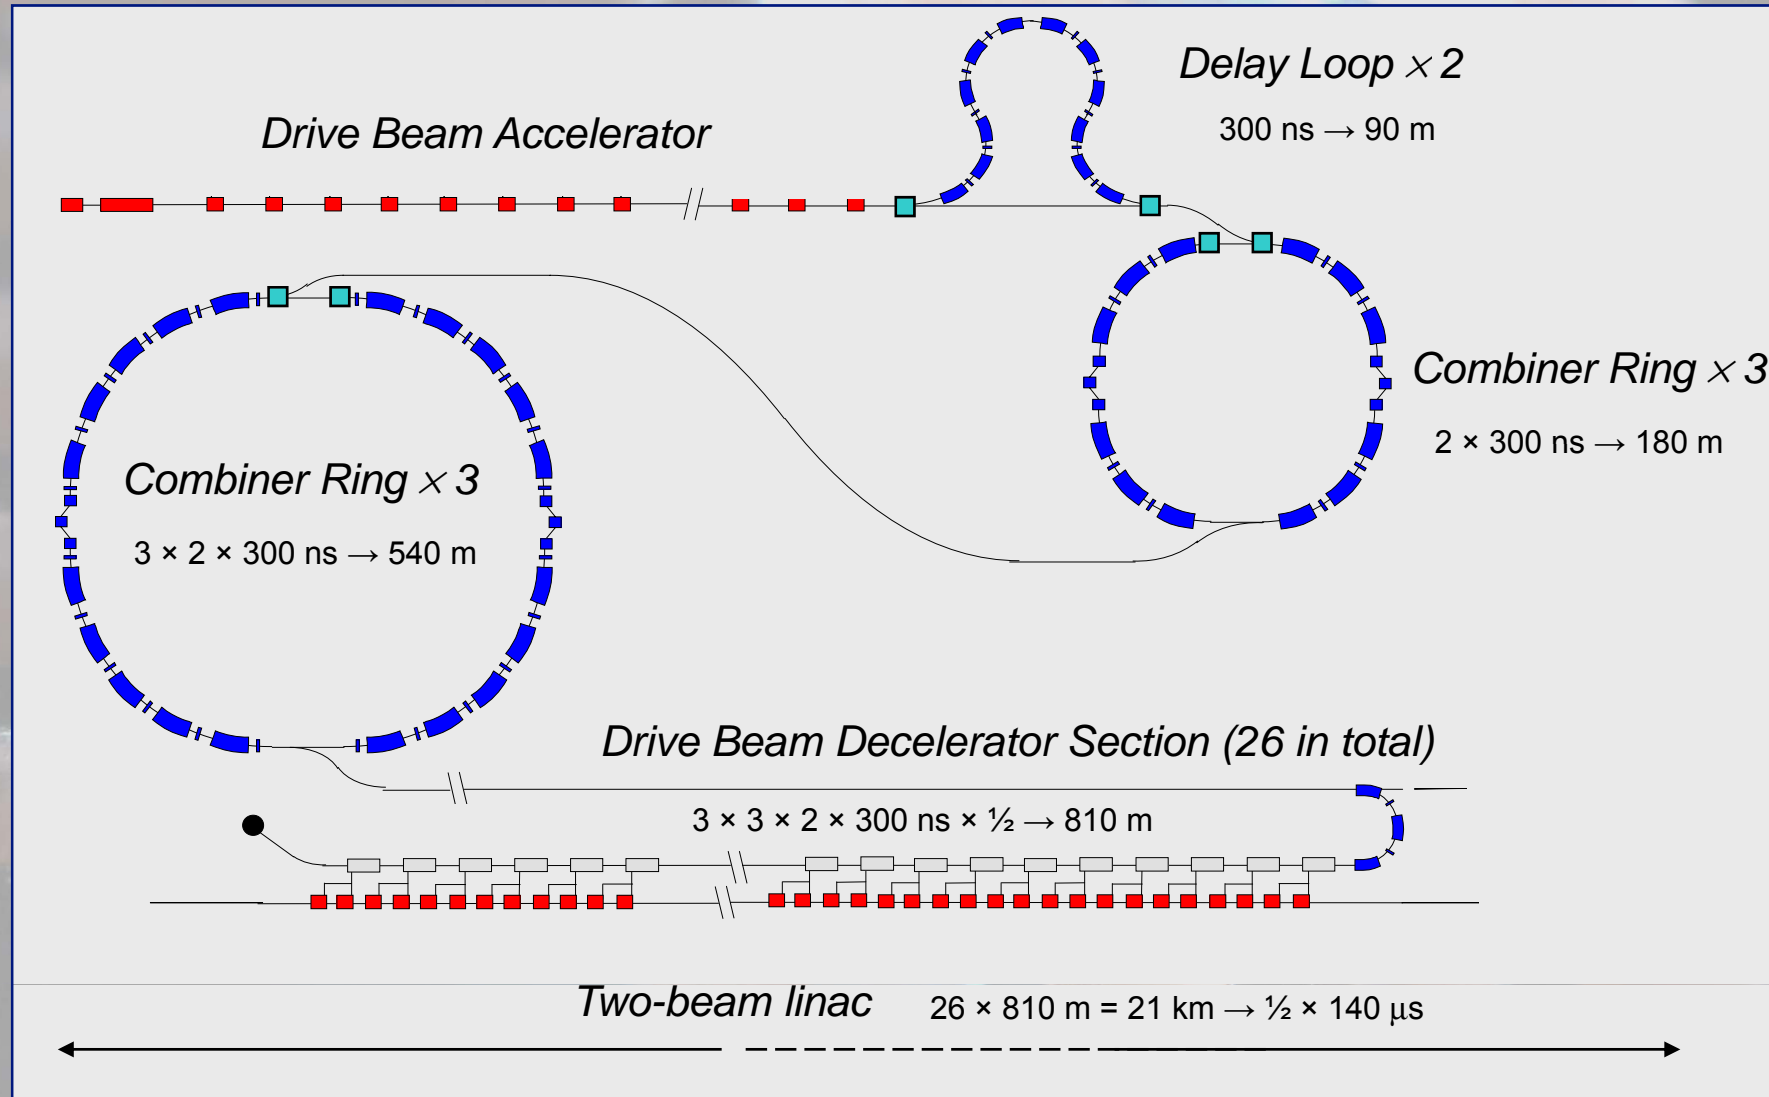 Delay Loop × 2
300 ns → 90 m
Drive Beam Accelerator
Combiner Ring × 3
2 × 300 ns → 180 m
Combiner Ring × 3
3 × 2 × 300 ns → 540 m
Drive Beam Decelerator Section (26 in total)
3 × 3 × 2 × 300 ns × ½ → 810 m
Two-beam linac 26 × 810 m = 21 km → ½ × 140 μs